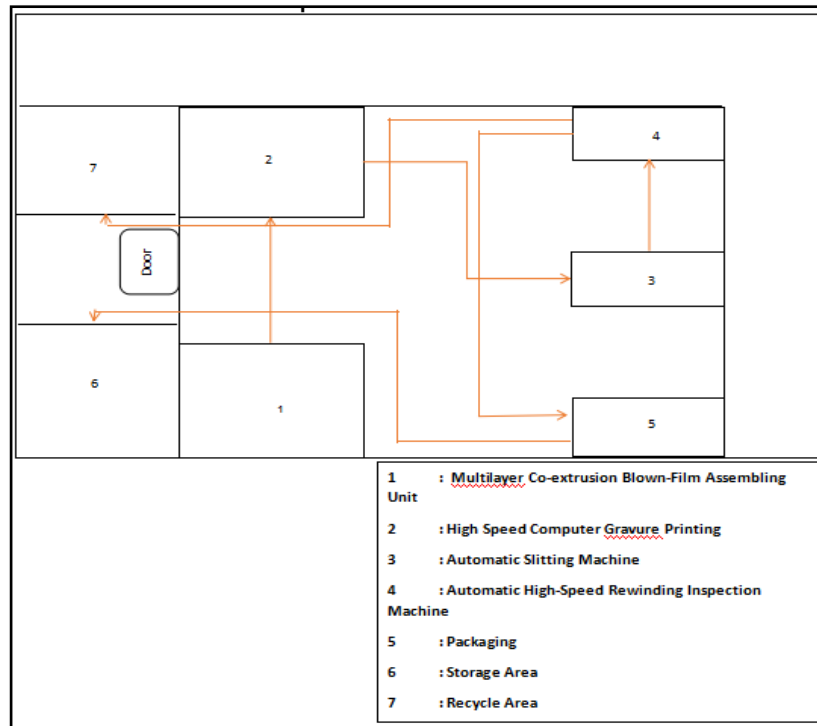 4
2
7
Door
3
6
1
5
1 : Multilayer Co-extrusion Blown-Film Assembling
Unit
2 : High Speed Computer Gravure Printing
3 : Automatic Slitting Machine
4 : Automatic High-Speed Rewinding Inspection
Machine
5 : Packaging
6 : Storage Area
7 : Recycle Area